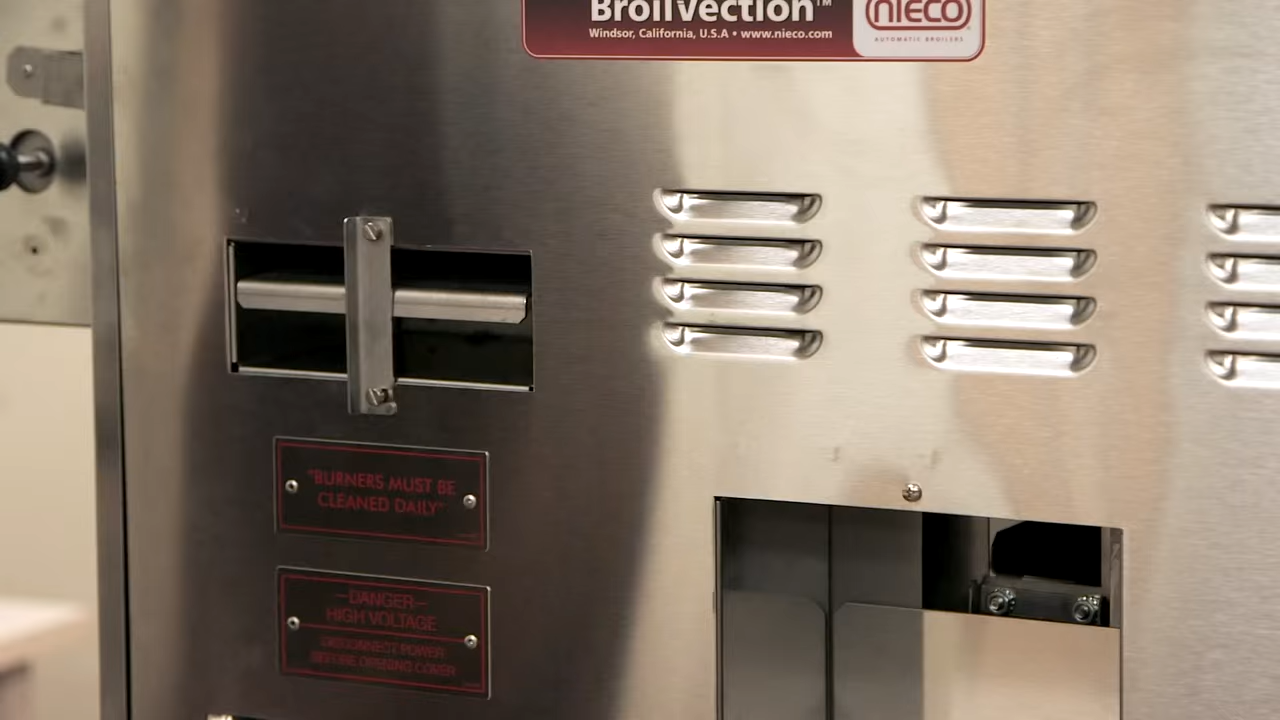 BroilVection™
nieco
Windsor, California, U.S.A • www.nieco.com
AUTOMATIC BROILERS
"BURNERS MUST BE
CLEANED DAILY"
—DANGER—
HIGH VOLTAGE
DISCONNECT POWER
BEFORE OPENING COVER